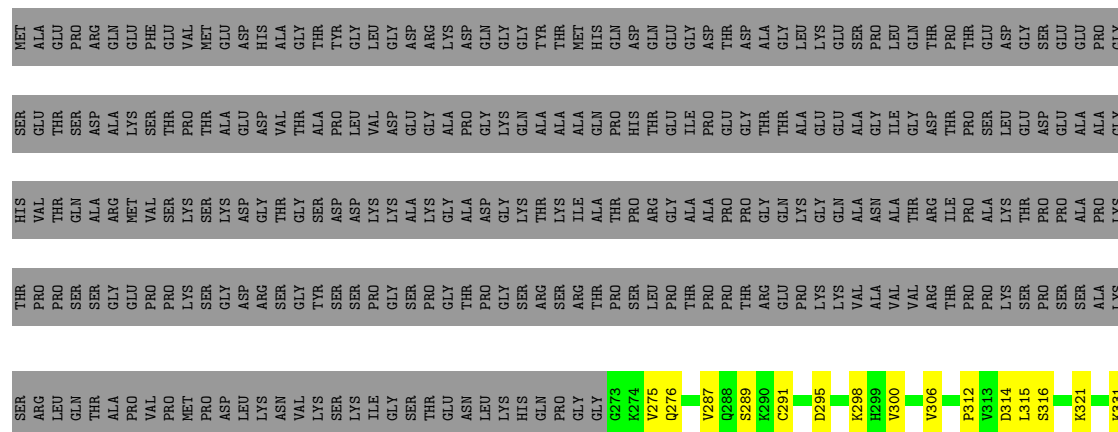 MET ALA GLU PRO ARG GLN GLU PHE GLU VAL MET GLU ASP HIS ALA GLY THR TYR GLY LEU GLY ASP ARG LYS ASP GLN GLY GLY TYR THR MET HIS GLN ASP GLN GLU GLY ASP THR ASP ALA GLY LEU LYS GLU SER PRO LEU GLN THR PRO THR GLU ASP GLY SER GLU GLU PRO GLY
SER GLU THR SER ASP ALA LYS SER THR PRO THR ALA GLU ASP VAL THR ALA PRO LEU VAL ASP GLU GLY ALA PRO GLY LYS GLN ALA ALA ALA GLN PRO HIS THR GLU ILE PRO GLU GLY THR THR ALA GLU GLU ALA GLY ILE GLY ASP THR PRO SER LEU GLU ASP GLU ALA ALA GLY
HIS VAL THR GLN ALA ARG MET VAL SER LYS SER LYS ASP GLY THR GLY SER ASP ASP LYS LYS ALA LYS GLY ALA ASP GLY LYS THR LYS ILE ALA THR PRO ARG GLY ALA ALA PRO PRO GLY GLN LYS GLY GLN ALA ASN ALA THR ARG ILE PRO ALA LYS THR PRO PRO ALA PRO LYS
THR PRO PRO SER SER GLY GLU PRO PRO LYS SER GLY ASP ARG SER GLY TYR SER SER PRO GLY SER PRO GLY THR PRO GLY SER ARG SER ARG THR PRO SER LEU PRO THR PRO PRO THR ARG GLU PRO LYS LYS VAL ALA VAL VAL ARG THR PRO PRO LYS SER PRO SER SER ALA LYS
SER ARG LEU GLN THR ALA PRO VAL PRO MET PRO ASP LEU LYS ASN VAL LYS SER LYS ILE GLY SER THR GLU ASN LEU LYS HIS GLN PRO GLY GLY G273 K274 V275 Q276 V287 Q288 S289 K290 C291 D295 K298 H299 V300 V306 P312 V313 D314 L315 S316 K321